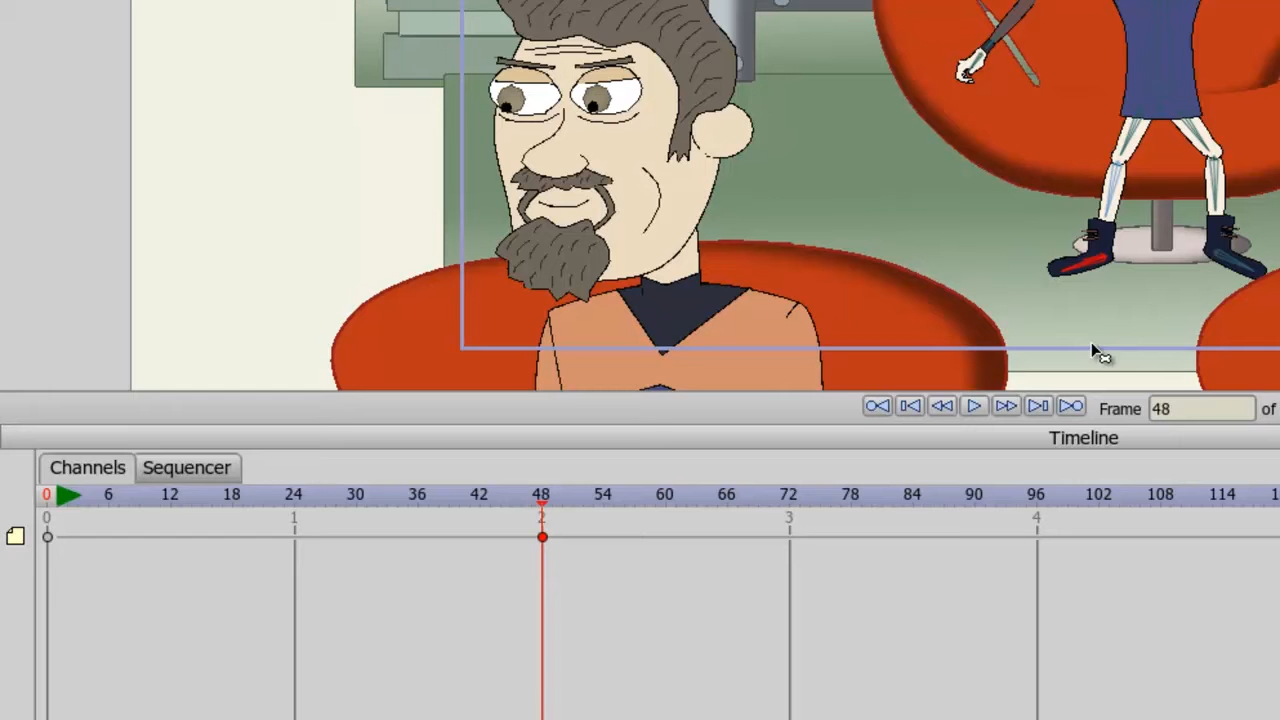 Frame 48 of
Timeline
Channels Sequencer
0 6 12 18 24 30 36 42 48 54 60 66 72 78 84 90 96 102 108 114 1
0 1 2 3 4